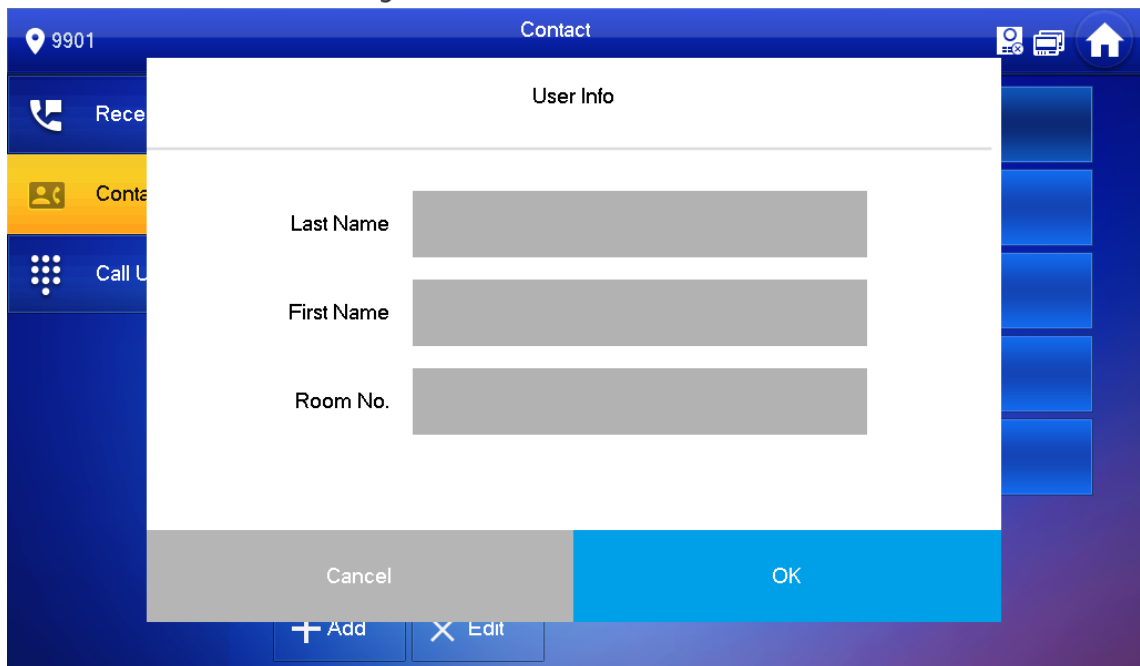 9901
Contact
User Info
Rece
Conta
Call U
Last Name
First Name
Room No.
Cancel
OK
Add
Edit